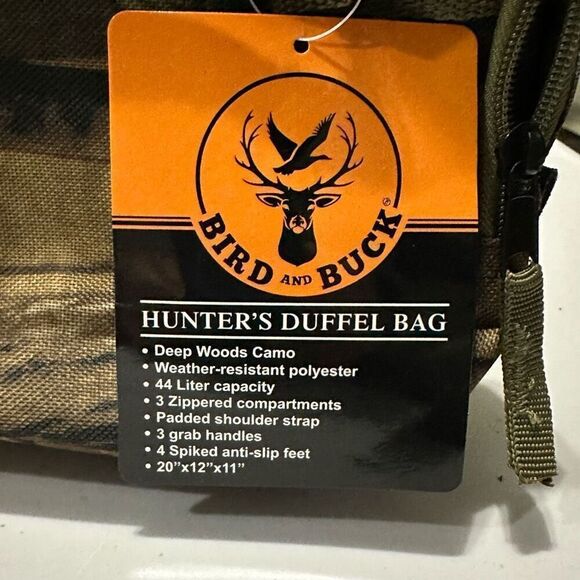 BIRD AND BUCK
HUNTER'S DUFFEL BAG
• Deep Woods Camo
• Weather-resistant polyester
• 44 Liter capacity
• 3 Zippered compartments
• Padded shoulder strap
• 3 grab handles
• 4 Spiked anti-slip feet
• 20”x12”x11”